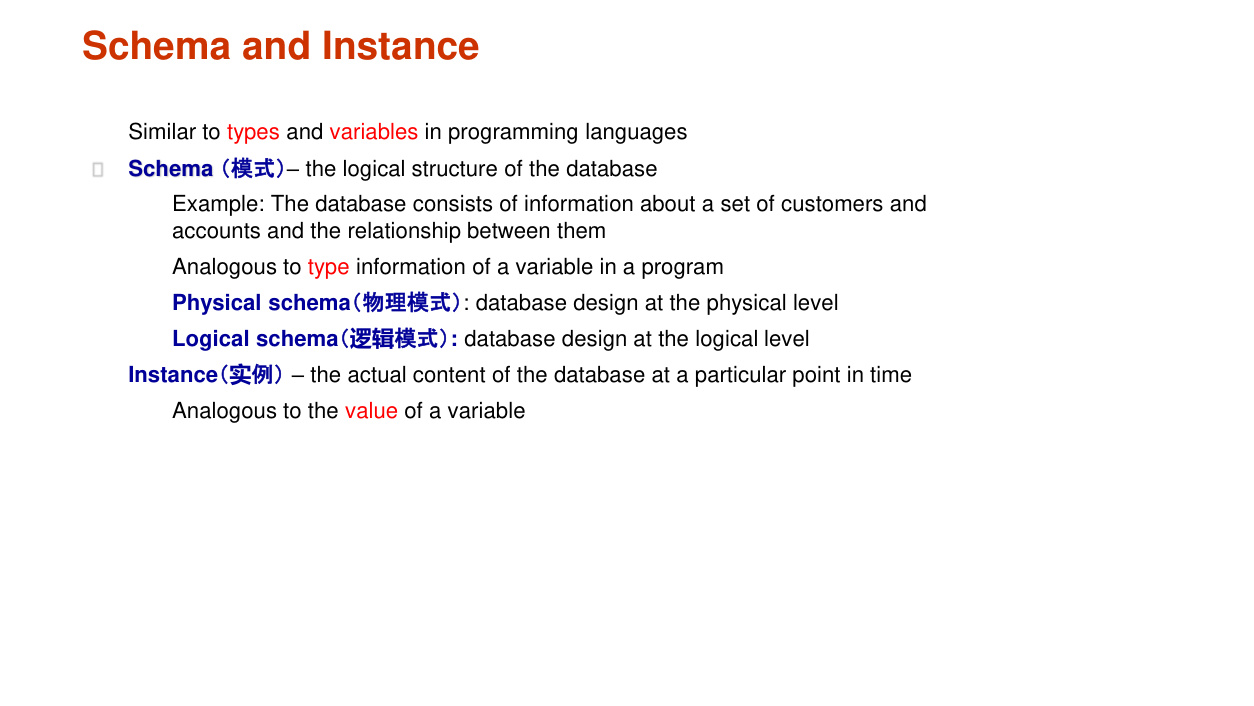 Schema and Instance
Similar to types and variables in programming languages
Schema（模式）– the logical structure of the database
Example: The database consists of information about a set of customers and
accounts and the relationship between them
Analogous to type information of a variable in a program
Physical schema（物理模式）: database design at the physical level
Logical schema（逻辑模式）: database design at the logical level
Instance（实例） – the actual content of the database at a particular point in time
Analogous to the value of a variable